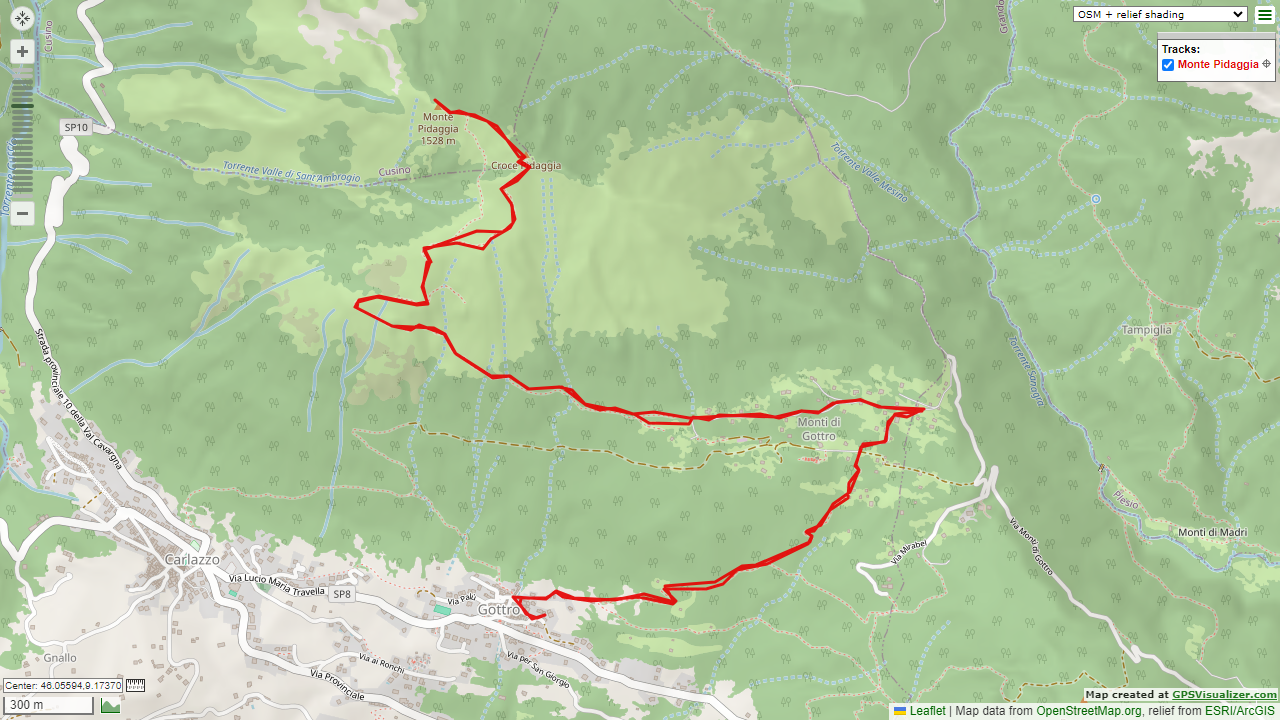 OSM + relief shading
Tracks:
Monte Pidaggia
Cusino
SP10
Monte
Pidaggia
1528 m
Croce Pidaggia
Torrente Valle di Sant'Ambrogio
Cusino
Torrente Valle Mesino
Grandola
Strada provinciale 10 della Val Cavargna
Tampiglia
Torrente Sanagra
Monti di
Gottro
Plesio
Monti di Madri
Via Mirabei
Via Monti di Gottro
Carlazzo
Via Lucio Maria Travella
SP8
Via Palù
Gottro
Via ai Ronchi
Via per San Giorgio
Via Provinciale
Gnallo
Center: 46.05594,9.17370
300 m
Map created at GPSVisualizer.com
Leaflet | Map data from OpenStreetMap.org, relief from ESRI/ArcGIS